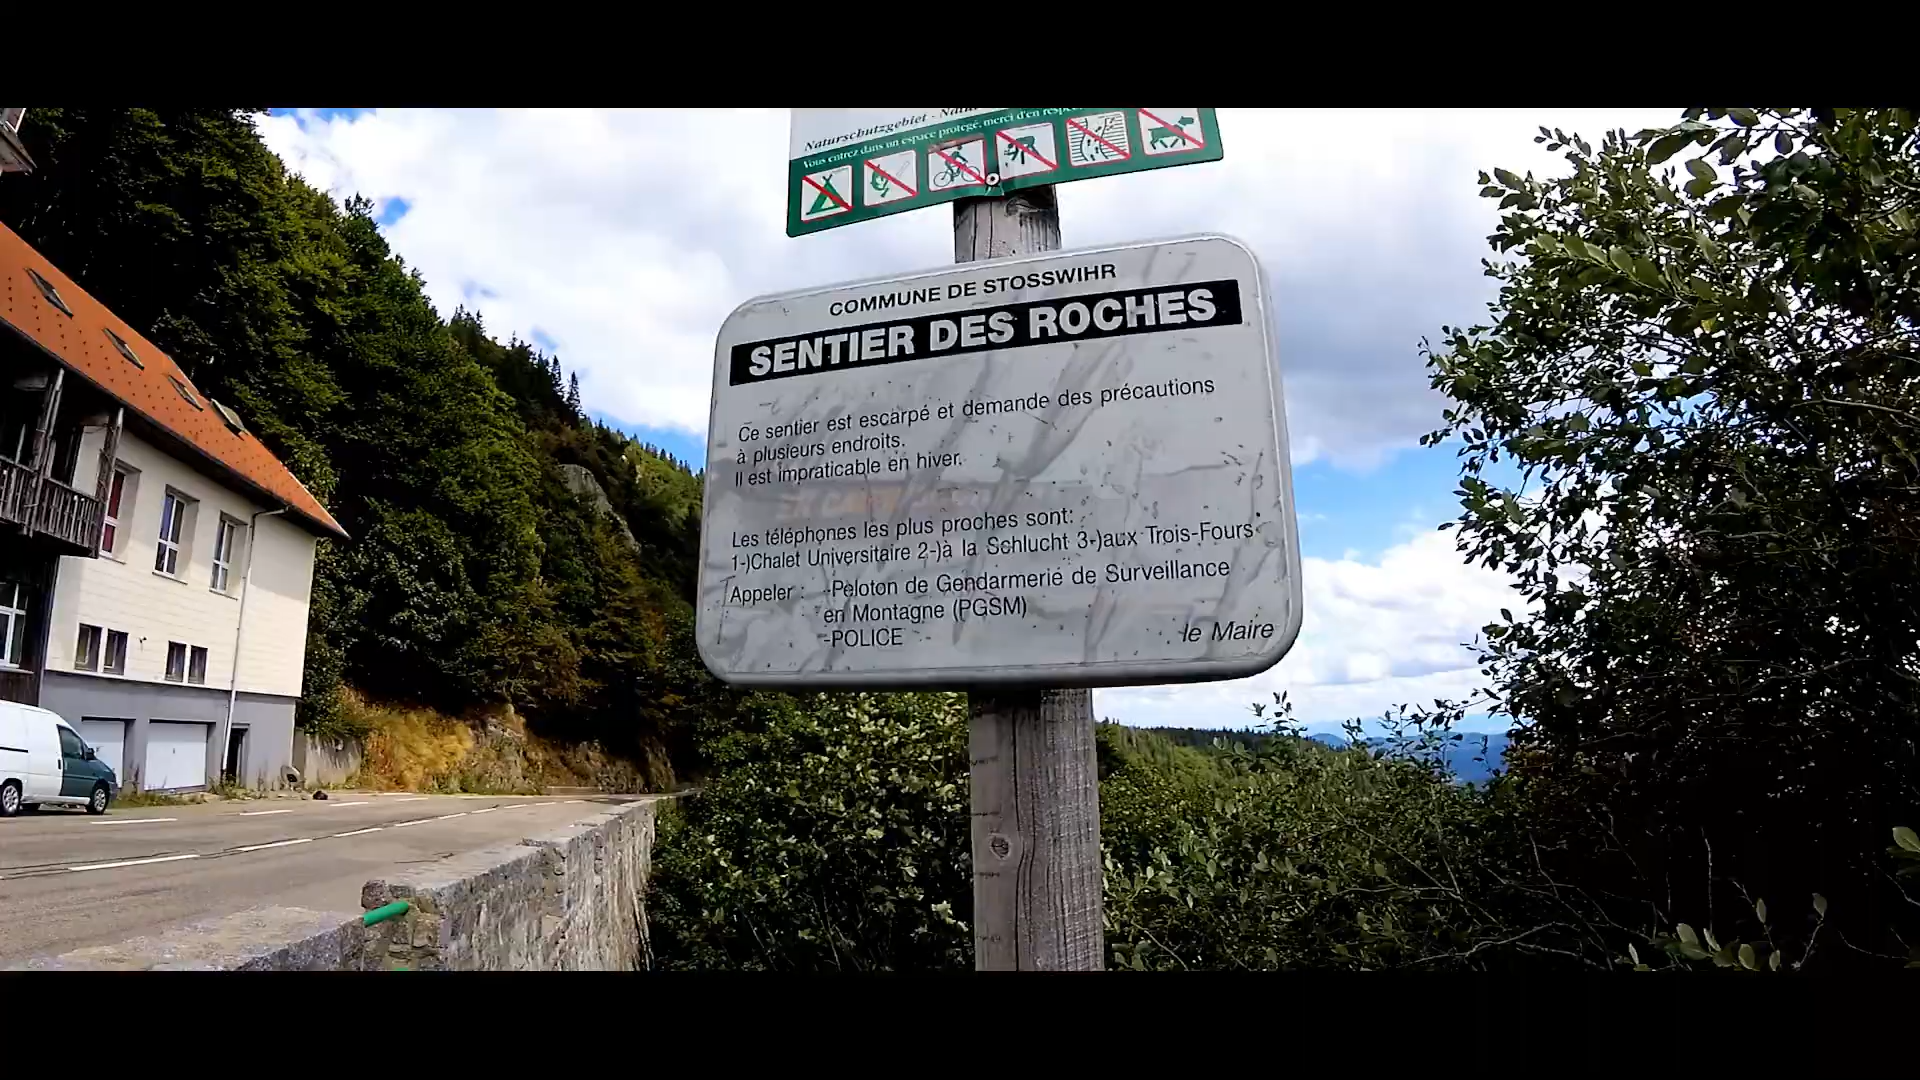 Naturschutzgebiet -
Vous entrez dans un espace protégé, merci d'en
COMMUNE DE STOSSWIHR
SENTIER DES ROCHES
Ce sentier est escarpé et demande des précautions
à plusieurs endroits.
Il est impraticable en hiver.
Les téléphones les plus proches sont:
1-)Chalet Universitaire 2-)à la Schlucht 3-)aux Trois-Fours
Appeler : -Peloton de Gendarmerie de Surveillance
en Montagne (PGSM)
-POLICE
le Maire